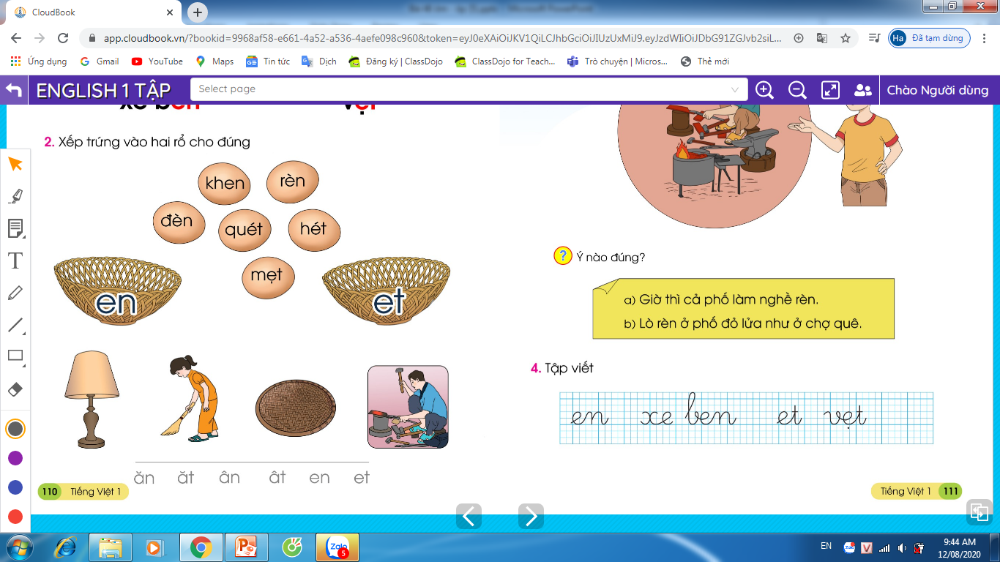 CloudBook
app.cloudbook.vn/?bookid=9968af58-e661-4a52-a536-4aefe098c960&token=eyJ0eXAiOiJKV1QiLCJhbGciOiJIUzUxMiJ9.eyJzdWIiOiJDbG91ZGJvb2siL...
Ha Đã tạm dừng
Ứng dụng Gmail YouTube Maps Tin tức Dịch Đăng ký | ClassDojo ClassDojo for Teach... Trò chuyện | Micros... Thẻ mới
ENGLISH 1 TẬP Select page Chào Người dùng
xe ben vẹt
2. Xếp trứng vào hai rổ cho đúng
khen rèn
đèn quét hét
mẹt
en et
ăn ăt ân ât en et
110 Tiếng Việt 1
? Ý nào đúng?
a) Giờ thì cả phố làm nghề rèn.
b) Lò rèn ở phố đỏ lửa như ở chợ quê.
4. Tập viết
en xe ben et vẹt
Tiếng Việt 1 111
T
Zalo 5
EN
9:44 AM
12/08/2020